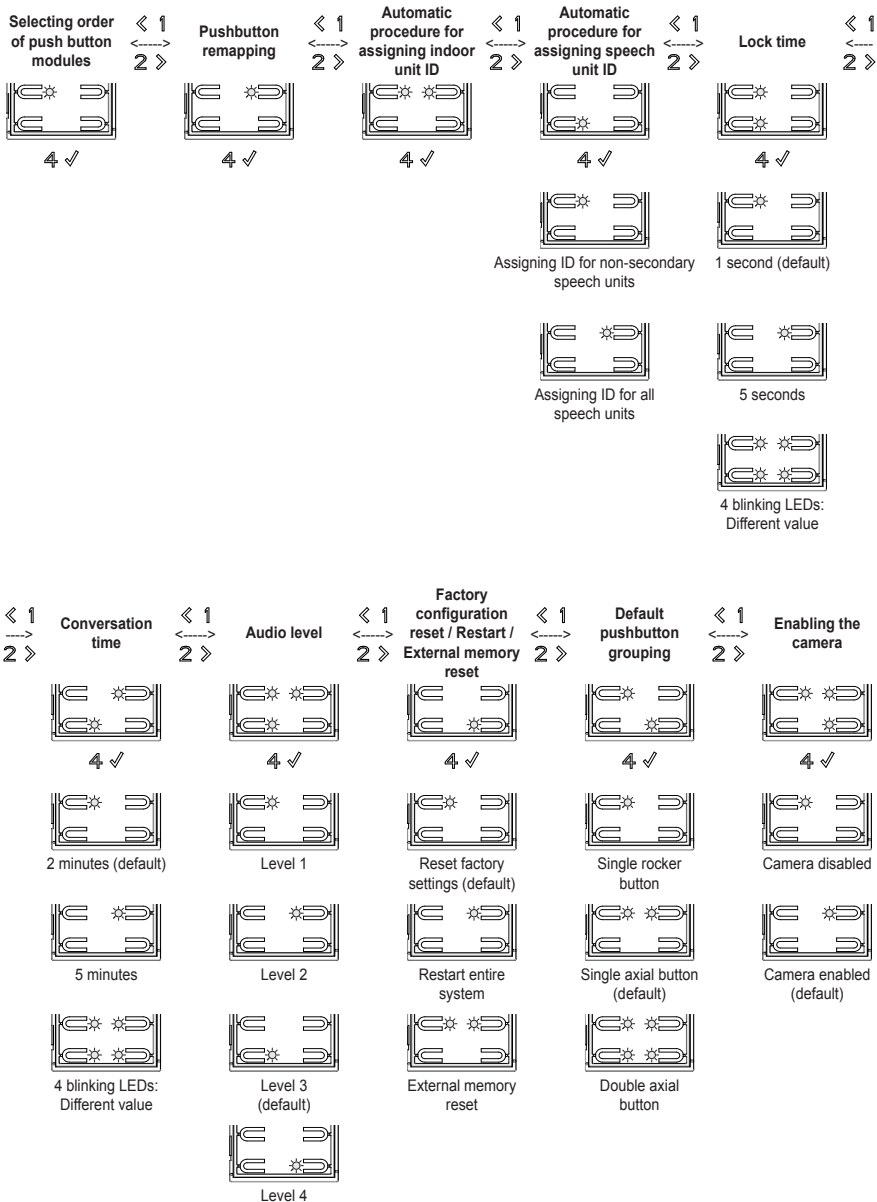 Selecting order
of push button
modules
« 1
<----->
2 »
Pushbutton
remapping
« 1
<----->
2 »
Automatic
procedure for
assigning indoor
unit ID
« 1
<----->
2 »
Automatic
procedure for
assigning speech
unit ID
« 1
<----->
2 »
Lock time
« 1
<----
2 »
4 ✓
4 ✓
4 ✓
4 ✓
4 ✓
Assigning ID for non-secondary
speech units
1 second (default)
Assigning ID for all
speech units
5 seconds
4 blinking LEDs:
Different value
« 1
---->
2 »
Conversation
time
« 1
<----->
2 »
Audio level
« 1
<----->
2 »
Factory
configuration
reset / Restart /
External memory
reset
« 1
<----->
2 »
Default
pushbutton
grouping
« 1
<----->
2 »
Enabling the
camera
4 ✓
4 ✓
4 ✓
4 ✓
4 ✓
2 minutes (default)
Level 1
Reset factory
settings (default)
Single rocker
button
Camera disabled
5 minutes
Level 2
Restart entire
system
Single axial button
(default)
Camera enabled
(default)
4 blinking LEDs:
Different value
Level 3
(default)
External memory
reset
Double axial
button
Level 4